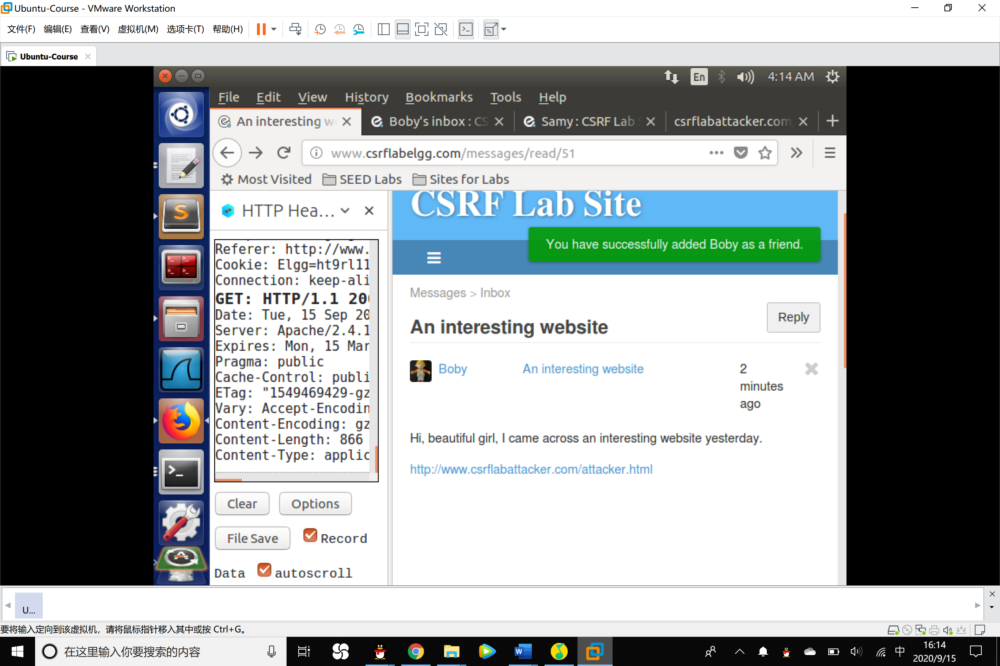 Ubuntu-Course - VMware Workstation
文件(F) 编辑(E) 查看(V) 虚拟机(M) 选项卡(T) 帮助(H)
Ubuntu-Course
En 4:14 AM
File Edit View History Bookmarks Tools Help
An interesting we Boby's inbox : CS Samy : CSRF Lab S csrflabattacker.com/
www.csrflabelgg.com/messages/read/51
Most Visited SEED Labs Sites for Labs
HTTP Hea...
Referer: http://www.
Cookie: Elgg=ht9rl11
Connection: keep-ali
GET: HTTP/1.1 200
Date: Tue, 15 Sep 20
Server: Apache/2.4.1
Expires: Mon, 15 Mar
Pragma: public
Cache-Control: publi
ETag: "1549469429-gz
Vary: Accept-Encodin
Content-Encoding: gz
Content-Length: 866
Content-Type: applic
Clear Options
File Save Record
Data autoscroll
CSRF Lab Site
You have successfully added Boby as a friend.
Messages > Inbox
Reply
An interesting website
Boby An interesting website 2
minutes
ago
Hi, beautiful girl, I came across an interesting website yesterday.
http://www.csrflabattacker.com/attacker.html
U...
要将输入定向到该虚拟机，请将鼠标指针移入其中或按 Ctrl+G。
在这里输入你要搜索的内容
中
16:14
2020/9/15